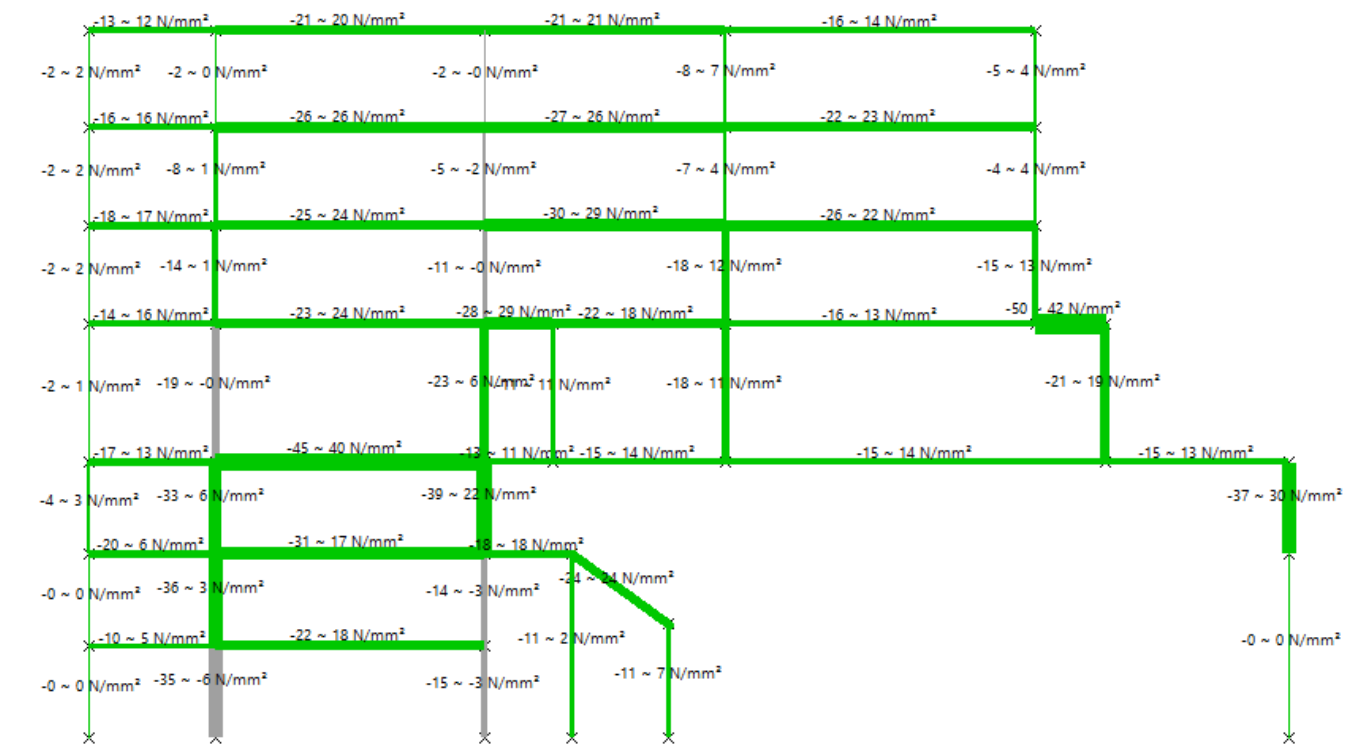 -13 ~ 12 N/mm²
-21 ~ 20 N/mm²
-21 ~ 21 N/mm²
-16 ~ 14 N/mm²
-2 ~ 2 N/mm²
-2 ~ 0 N/mm²
-2 ~ -0 N/mm²
-8 ~ 7 N/mm²
-5 ~ 4 N/mm²
-16 ~ 16 N/mm²
-26 ~ 26 N/mm²
-27 ~ 26 N/mm²
-22 ~ 23 N/mm²
-2 ~ 2 N/mm²
-8 ~ 1 N/mm²
-5 ~ -2 N/mm²
-7 ~ 4 N/mm²
-4 ~ 4 N/mm²
-18 ~ 17 N/mm²
-25 ~ 24 N/mm²
-30 ~ 29 N/mm²
-26 ~ 22 N/mm²
-2 ~ 2 N/mm²
-14 ~ 1 N/mm²
-11 ~ -0 N/mm²
-18 ~ 12 N/mm²
-15 ~ 13 N/mm²
-14 ~ 16 N/mm²
-23 ~ 24 N/mm²
-28 ~ 29 N/mm²
-22 ~ 18 N/mm²
-16 ~ 13 N/mm²
-50 ~ 42 N/mm²
-2 ~ 1 N/mm²
-19 ~ -0 N/mm²
-23 ~ 6 N/mm²
-11 ~ 11 N/mm²
-18 ~ 11 N/mm²
-21 ~ 19 N/mm²
-17 ~ 13 N/mm²
-45 ~ 40 N/mm²
-13 ~ 11 N/mm²
-15 ~ 14 N/mm²
-15 ~ 14 N/mm²
-15 ~ 13 N/mm²
-4 ~ 3 N/mm²
-33 ~ 6 N/mm²
-39 ~ 22 N/mm²
-37 ~ 30 N/mm²
-20 ~ 6 N/mm²
-31 ~ 17 N/mm²
-18 ~ 18 N/mm²
-0 ~ 0 N/mm²
-36 ~ 3 N/mm²
-14 ~ -3 N/mm²
-24 ~ 24 N/mm²
-10 ~ 5 N/mm²
-22 ~ 18 N/mm²
-11 ~ 2 N/mm²
-0 ~ 0 N/mm²
-0 ~ 0 N/mm²
-35 ~ -6 N/mm²
-15 ~ -3 N/mm²
-11 ~ 7 N/mm²